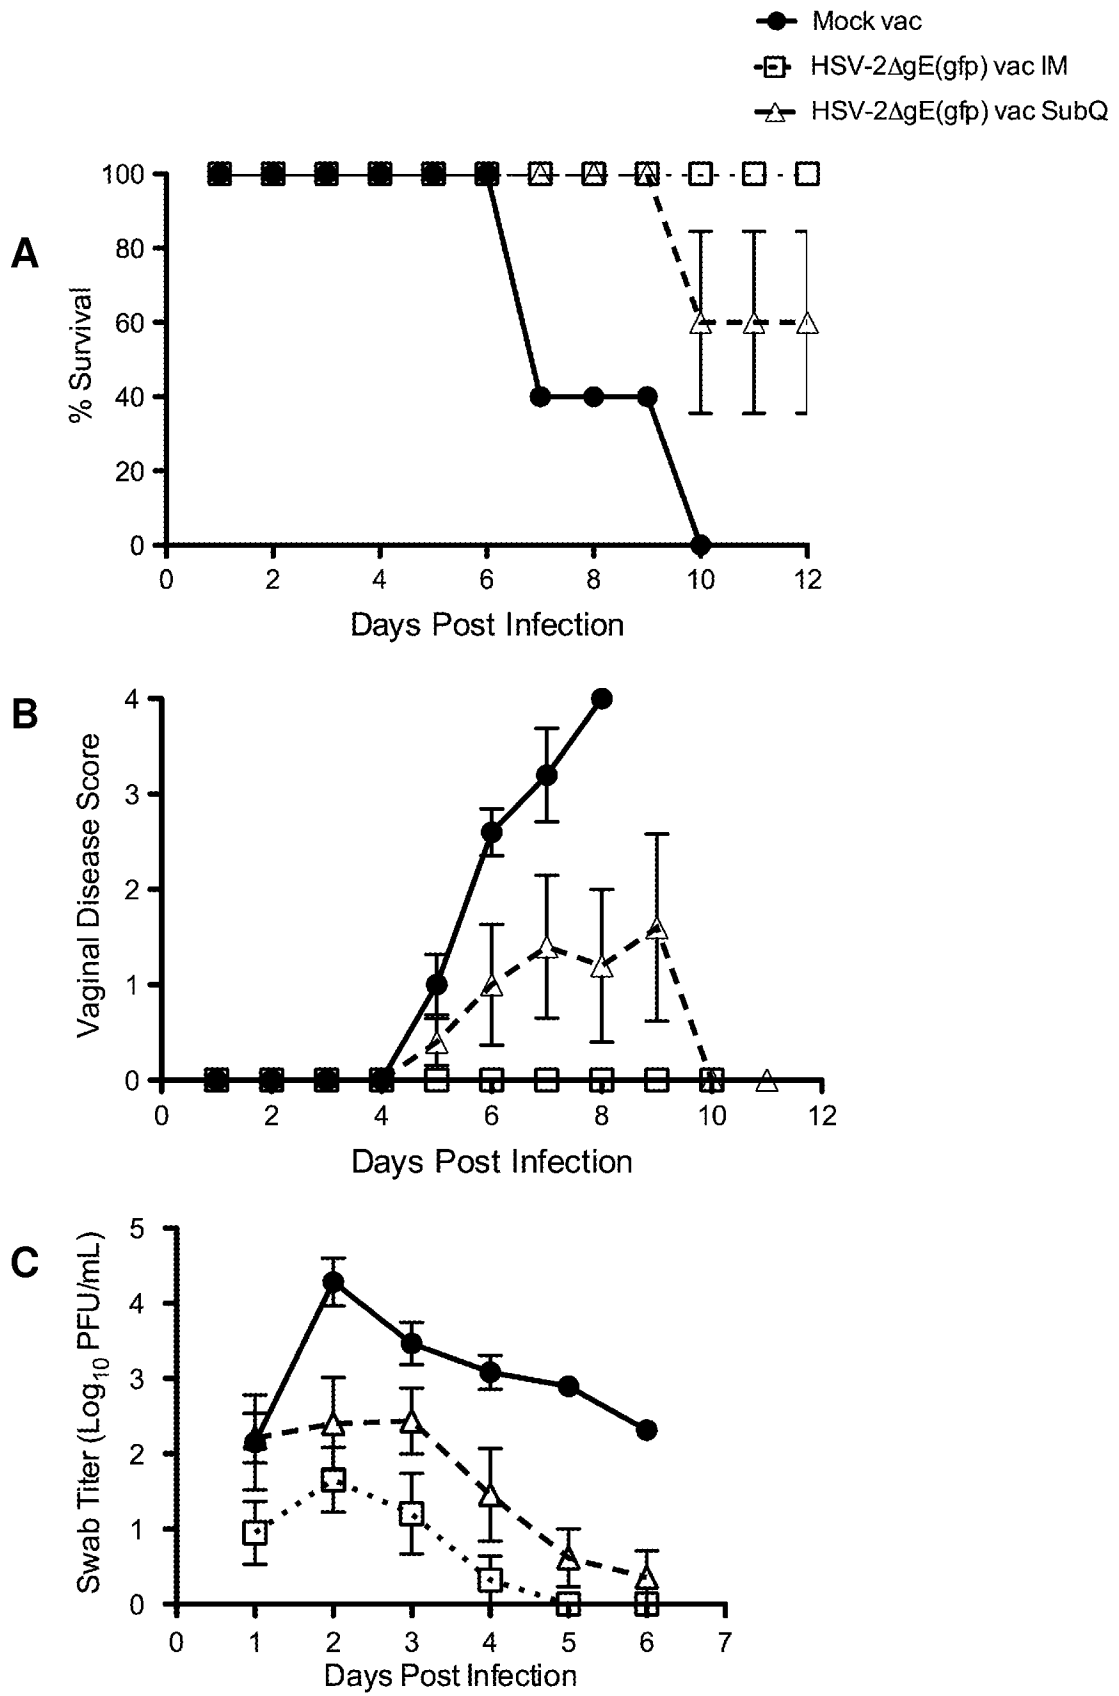 Mock vac
HSV-2ΔgE(gfp) vac IM
HSV-2ΔgE(gfp) vac SubQ
A
% Survival
100
80
60
40
20
0
0 2 4 6 8 10 12
Days Post Infection
B
Vaginal Disease Score
4
3
2
1
0
0 2 4 6 8 10 12
Days Post Infection
C
Swab Titer (Log10 PFU/mL)
5
4
3
2
1
0
0 1 2 3 4 5 6 7
Days Post Infection